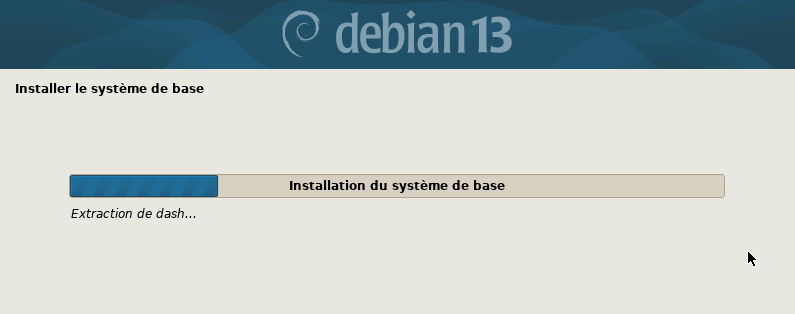 debian 13
Installer le système de base
Installation du système de base
Extraction de dash...